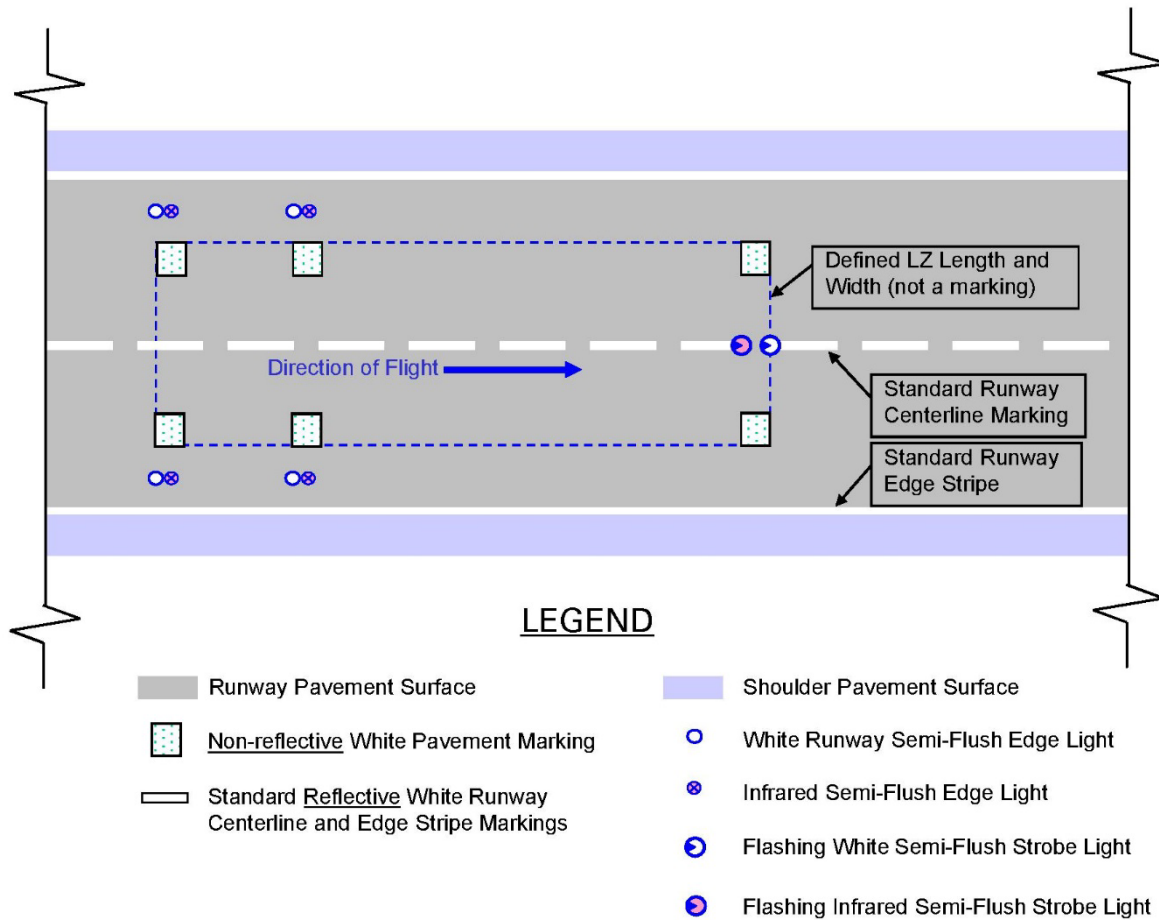 Defined LZ Length and
Width (not a marking)
Direction of Flight
Standard Runway
Centerline Marking
Standard Runway
Edge Stripe
LEGEND
Runway Pavement Surface
Non-reflective White Pavement Marking
Standard Reflective White Runway
Centerline and Edge Stripe Markings
Shoulder Pavement Surface
White Runway Semi-Flush Edge Light
Infrared Semi-Flush Edge Light
Flashing White Semi-Flush Strobe Light
Flashing Infrared Semi-Flush Strobe Light